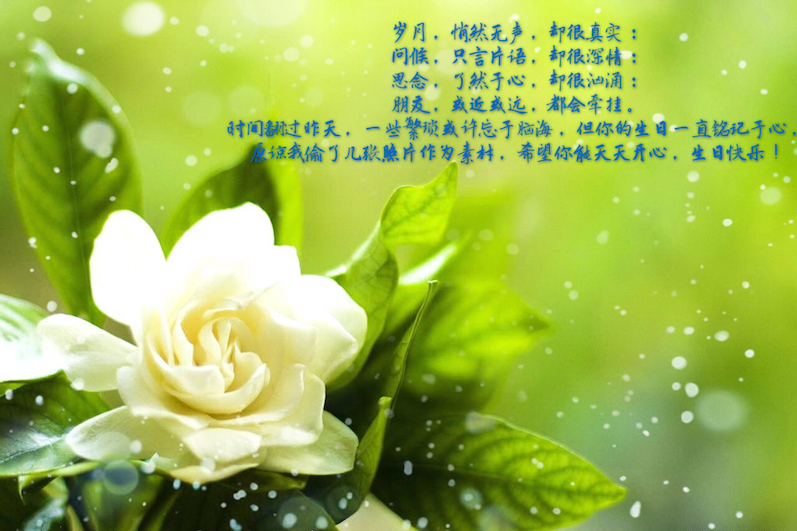 岁月，悄然无声，却很真实；
问候，只言片语，却很深情；
思念，了然于心，却很汹涌；
朋友，或近或远，都会牵挂。
时间翻过昨天，一些繁琐或许忘于脑海，但你的生日一直铭记于心，
原谅我偷了几张照片作为素材，希望你能天天开心，生日快乐！